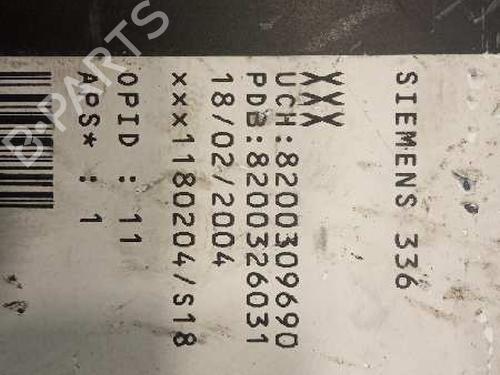 SIEMENS 336
XXX
UCH:8200309690
PDB:8200326031
18/02/2004
xxx1180204/S18
OPID : 11
APS* : 1
B-PARTS